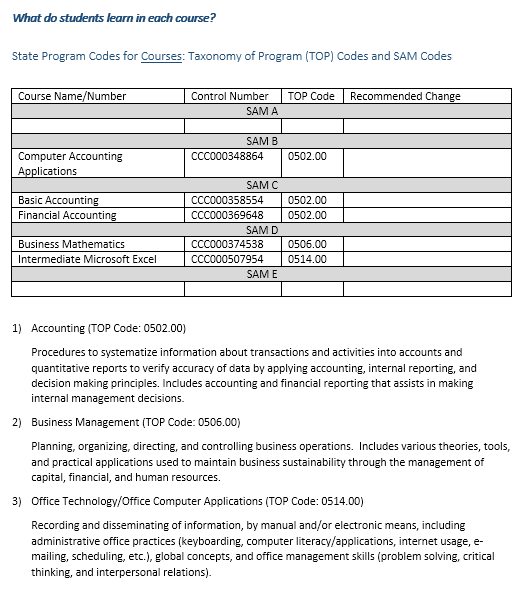 What do students learn in each course?
State Program Codes for Courses: Taxonomy of Program (TOP) Codes and SAM Codes
Course Name/Number Control Number TOP Code Recommended Change
SAM A
SAM B
Computer Accounting CCC000348864 0502.00
Applications
SAM C
Basic Accounting CCC000358554 0502.00
Financial Accounting CCC000369648 0502.00
SAM D
Business Mathematics CCC000374538 0506.00
Intermediate Microsoft Excel CCC000507954 0514.00
SAM E
1) Accounting (TOP Code: 0502.00)
Procedures to systematize information about transactions and activities into accounts and
quantitative reports to verify accuracy of data by applying accounting, internal reporting, and
decision making principles. Includes accounting and financial reporting that assists in making
internal management decisions.
2) Business Management (TOP Code: 0506.00)
Planning, organizing, directing, and controlling business operations. Includes various theories, tools,
and practical applications used to maintain business sustainability through the management of
capital, financial, and human resources.
3) Office Technology/Office Computer Applications (TOP Code: 0514.00)
Recording and disseminating of information, by manual and/or electronic means, including
administrative office practices (keyboarding, computer literacy/applications, internet usage, e-
mailing, scheduling, etc.), global concepts, and office management skills (problem solving, critical
thinking, and interpersonal relations).